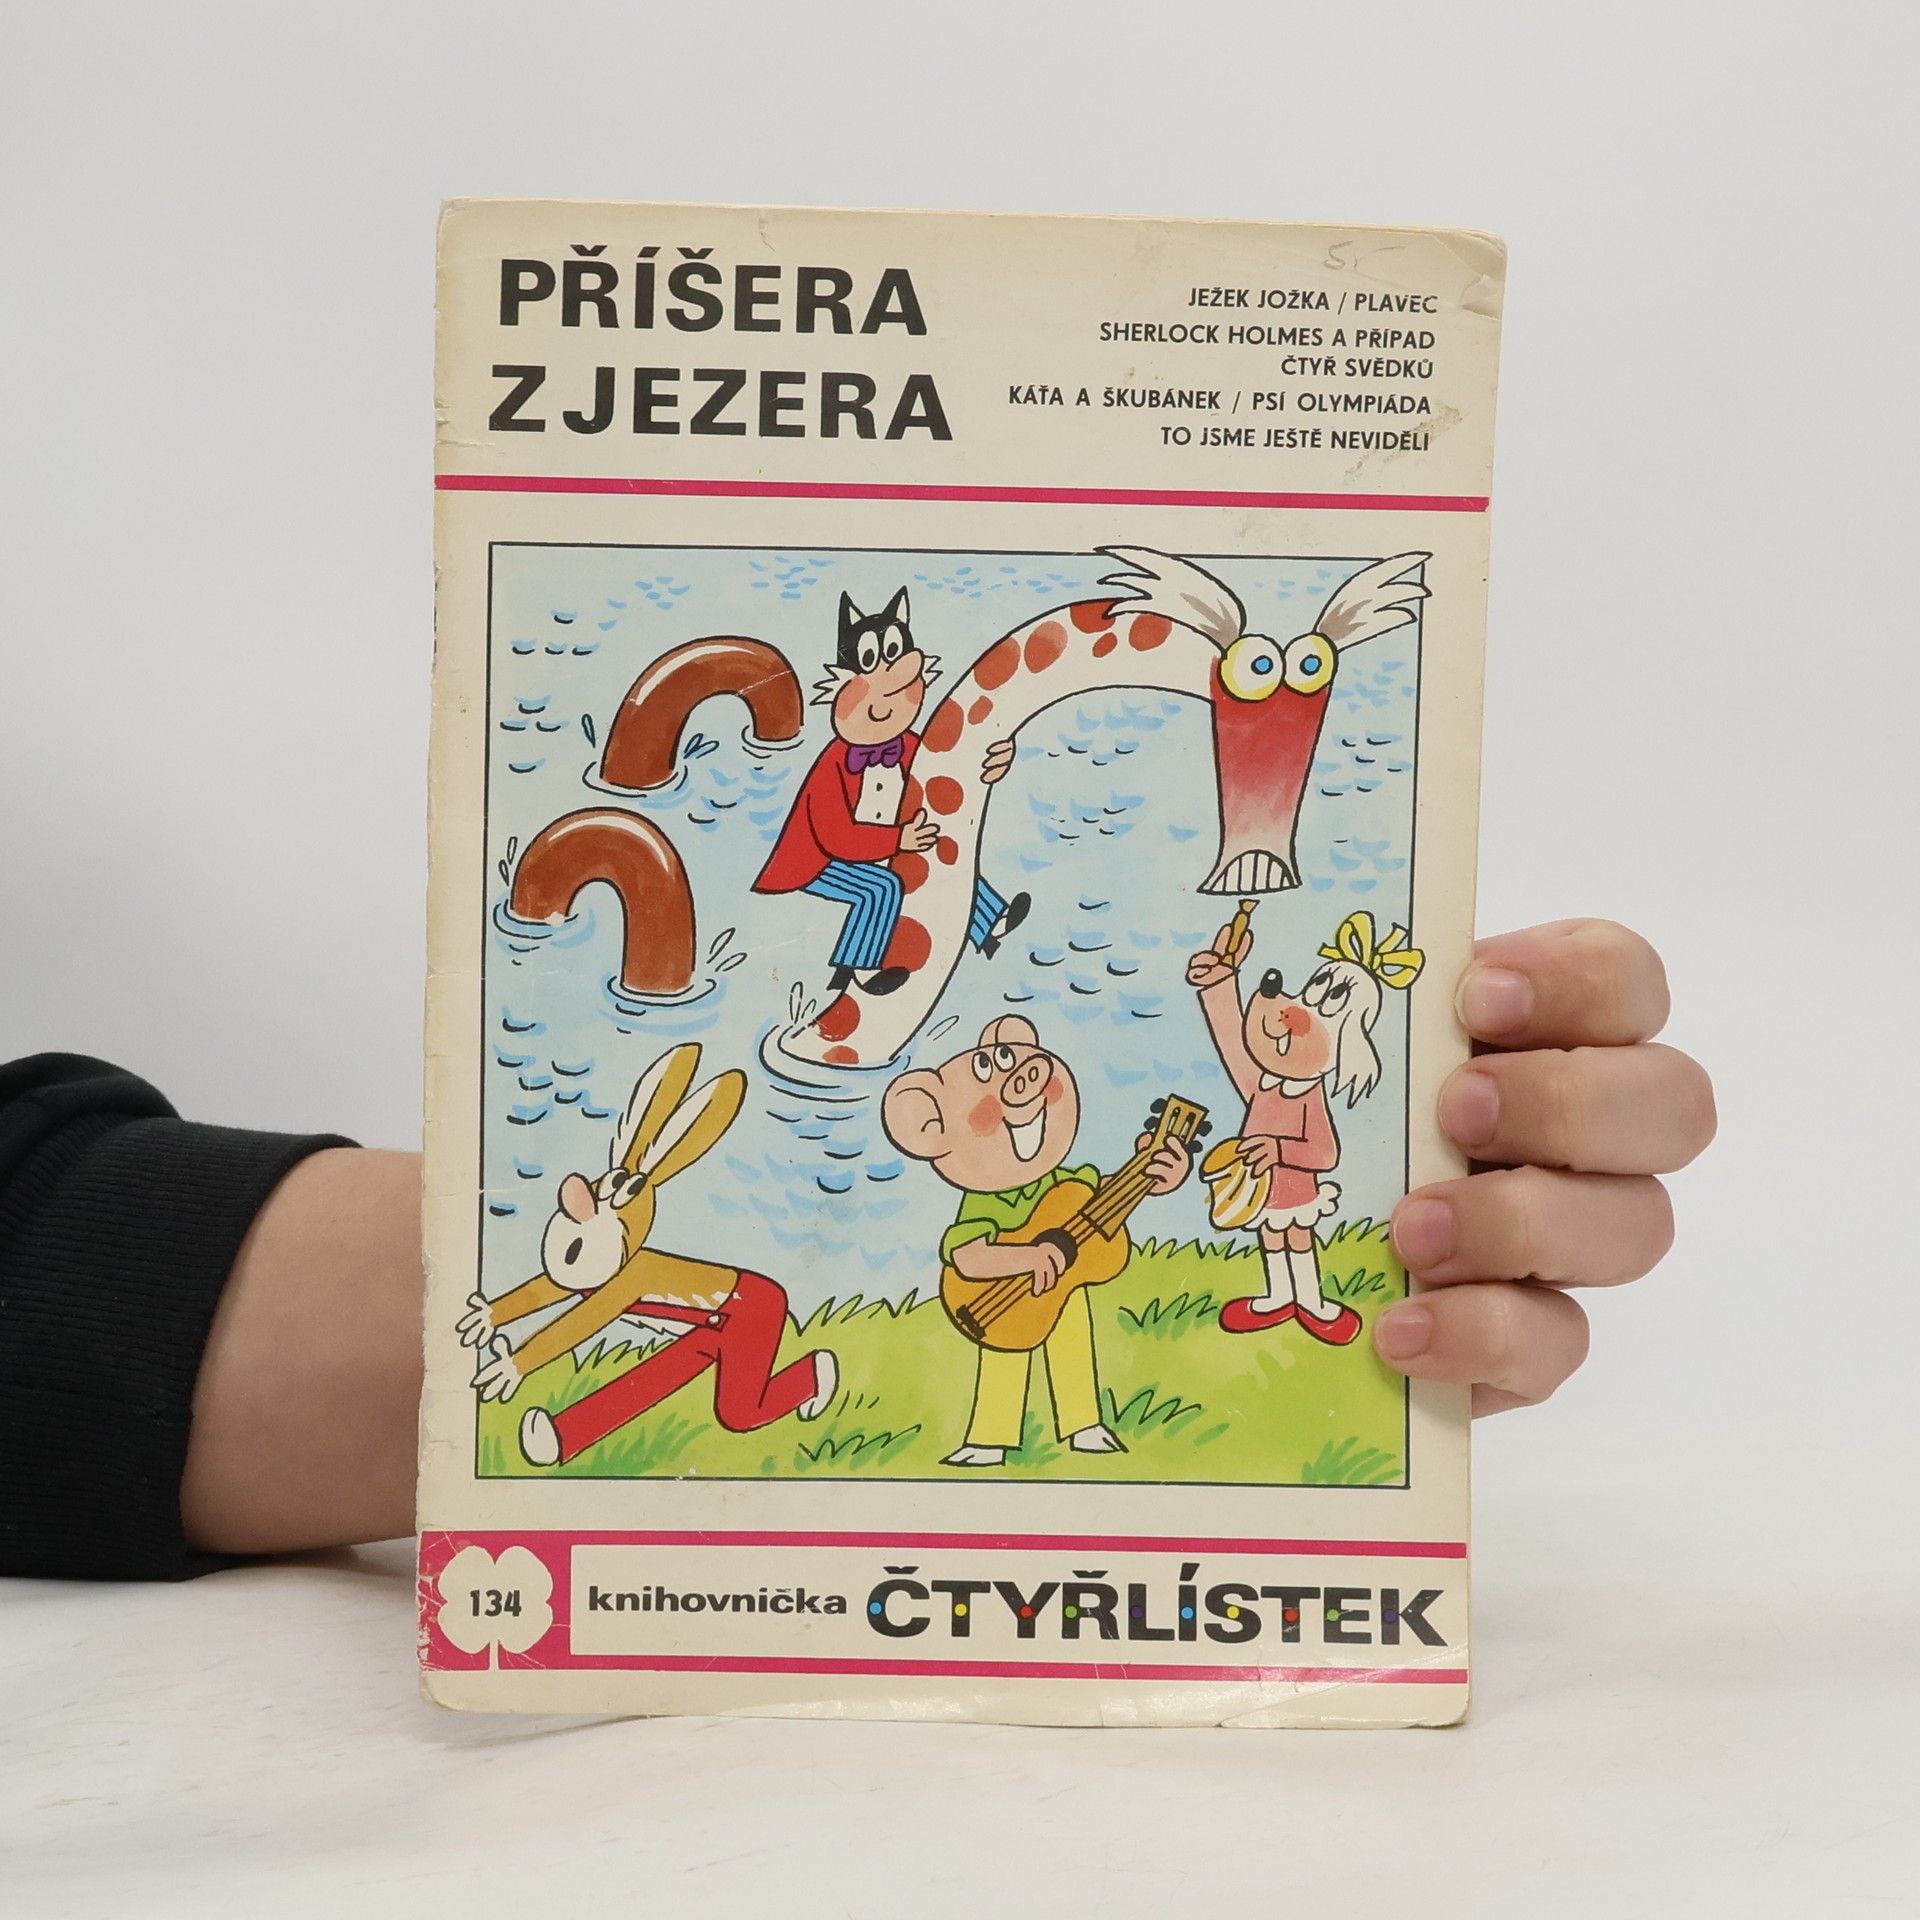 PŘÍŠERA
Z JEZERA
JEŽEK JOŽKA / PLAVEC
SHERLOCK HOLMES A PŘÍPAD
ČTYŘ SVĚDKŮ
KÁŤA A ŠKUBÁNEK / PSÍ OLYMPIÁDA
TO JSME JEŠTĚ NEVIDĚLI
134
knihovnička ČTYŘLÍSTEK